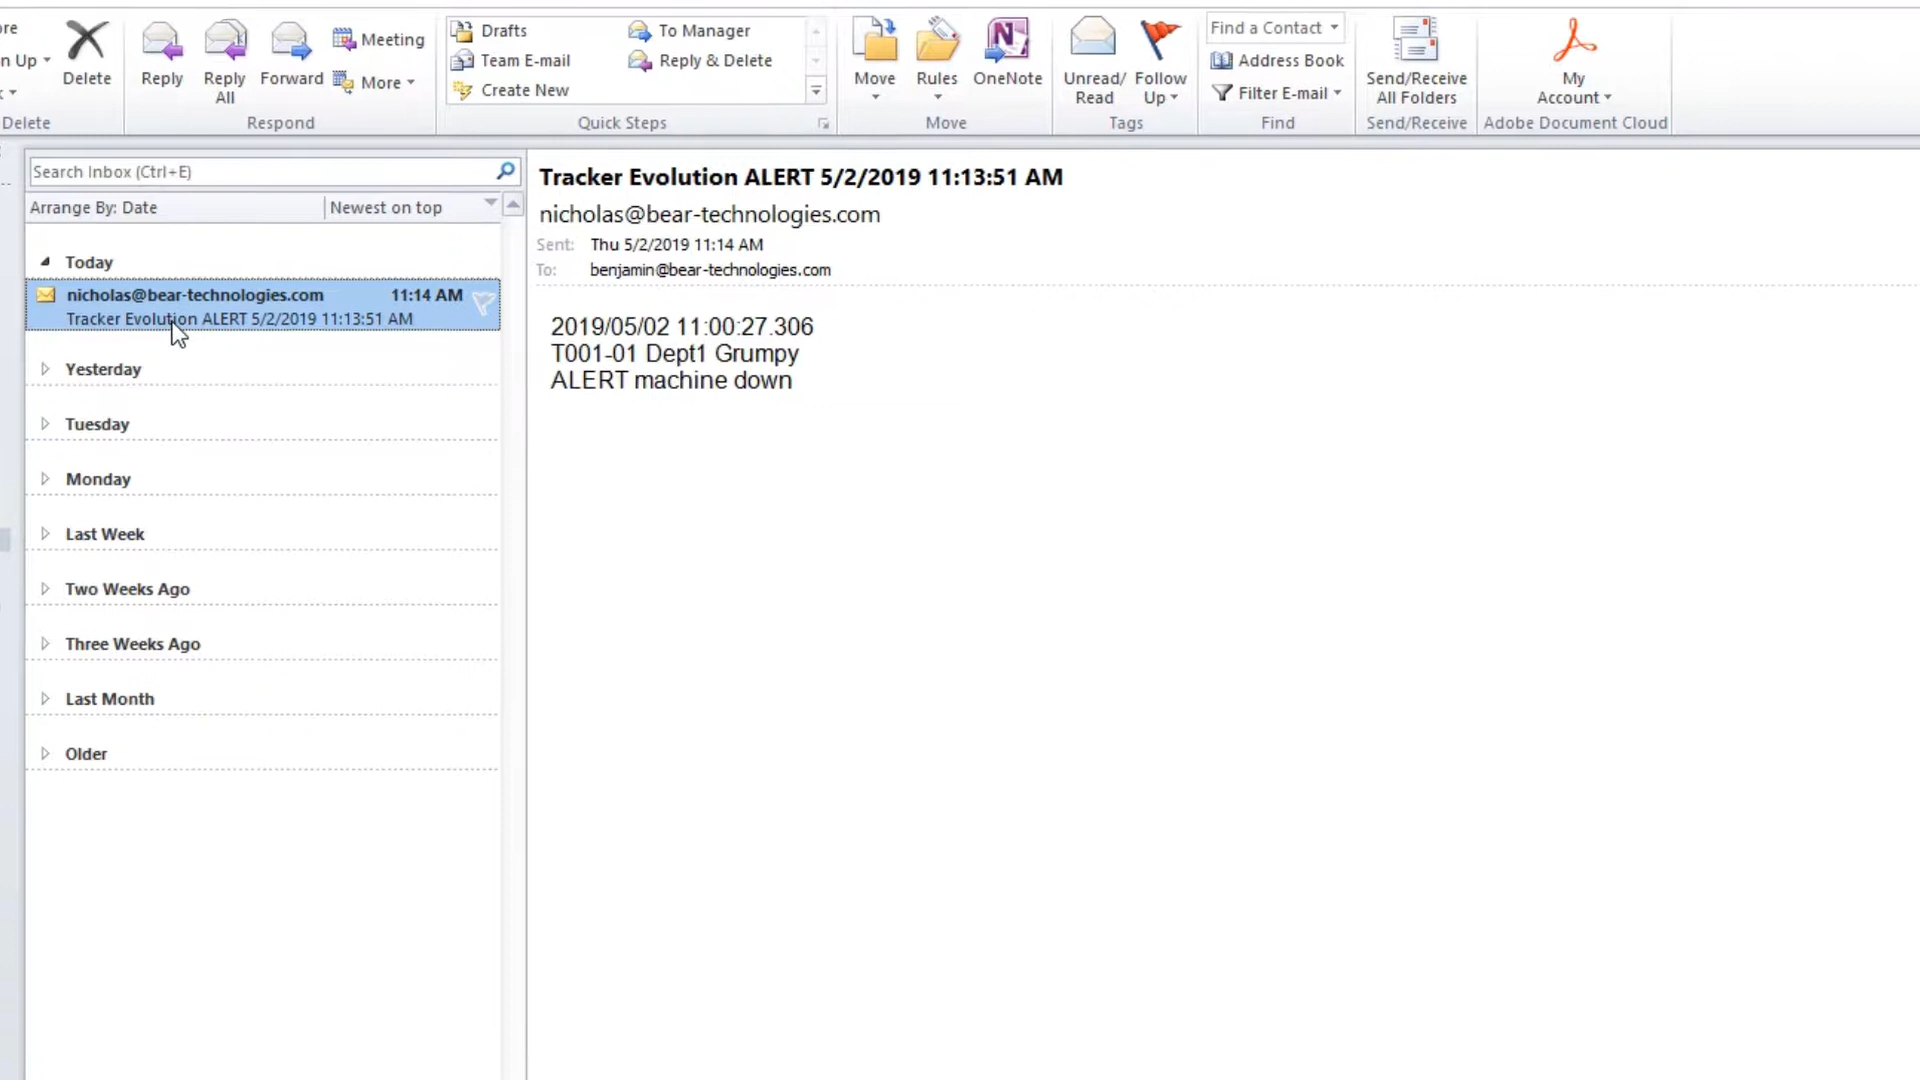 re
n Up
Delete
Delete
Reply
Reply All
Forward
Meeting
More
Respond
Drafts
To Manager
Team E-mail
Reply & Delete
Create New
Quick Steps
Move
Rules
OneNote
Move
Unread/ Read
Follow Up
Tags
Find a Contact
Address Book
Filter E-mail
Find
Send/Receive All Folders
Send/Receive
My Account
Adobe Document Cloud
Search Inbox (Ctrl+E)
Arrange By: Date
Newest on top
Today
nicholas@bear-technologies.com 11:14 AM
Tracker Evolution ALERT 5/2/2019 11:13:51 AM
Yesterday
Tuesday
Monday
Last Week
Two Weeks Ago
Three Weeks Ago
Last Month
Older
Tracker Evolution ALERT 5/2/2019 11:13:51 AM
nicholas@bear-technologies.com
Sent: Thu 5/2/2019 11:14 AM
To: benjamin@bear-technologies.com
2019/05/02 11:00:27.306
T001-01 Dept1 Grumpy
ALERT machine down